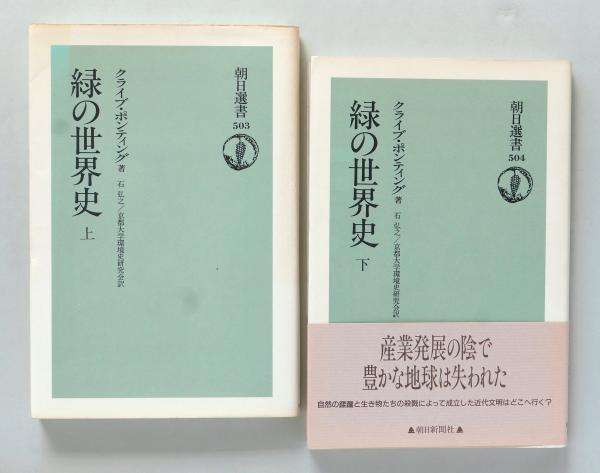 朝日選書
503
クライブ・ポンティング 著
石 弘之/京都大学環境史研究会訳
緑の世界史 上
朝日選書
504
クライブ・ポンティング 著
石 弘之/京都大学環境史研究会訳
緑の世界史 下
産業発展の陰で
豊かな地球は失われた
自然の蹂躙と生き物たちの殺戮によって成立した近代文明はどこへ行く?
朝日新聞社